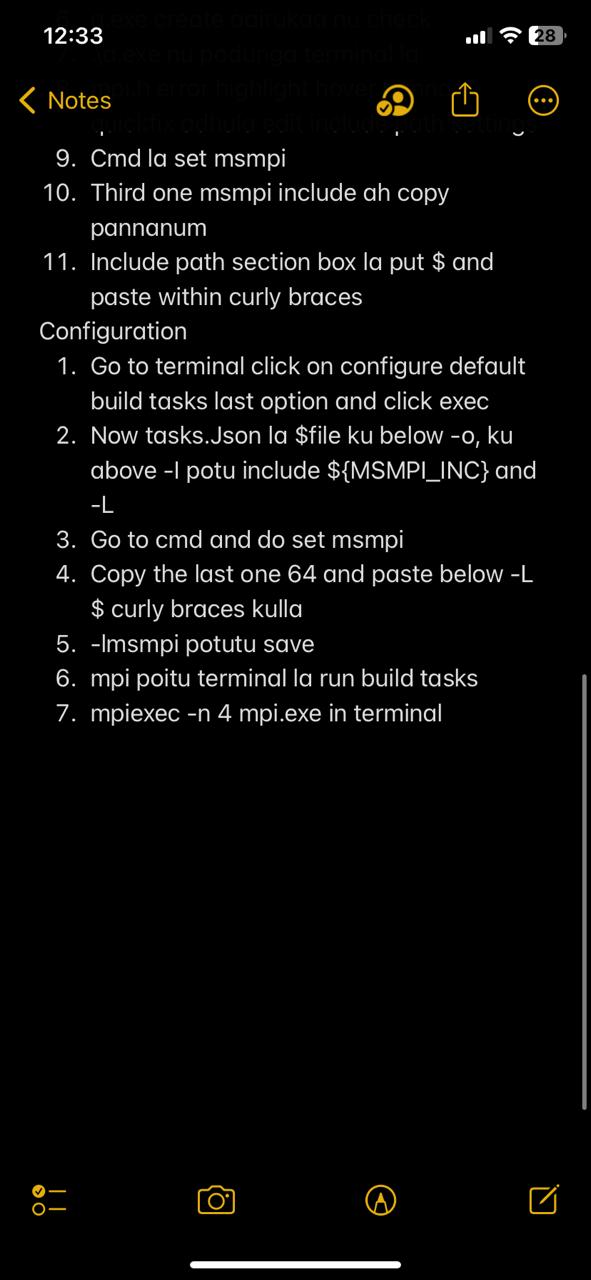 12:33
28
Notes
9. Cmd la set msmpi
10. Third one msmpi include ah copy
pannanum
11. Include path section box la put $ and
paste within curly braces
Configuration
1. Go to terminal click on configure default
build tasks last option and click exec
2. Now tasks.Json la $file ku below -o, ku
above -I potu include ${MSMPI_INC} and
-L
3. Go to cmd and do set msmpi
4. Copy the last one 64 and paste below -L
$ curly braces kulla
5. -lmsmpi potutu save
6. mpi poitu terminal la run build tasks
7. mpiexec -n 4 mpi.exe in terminal